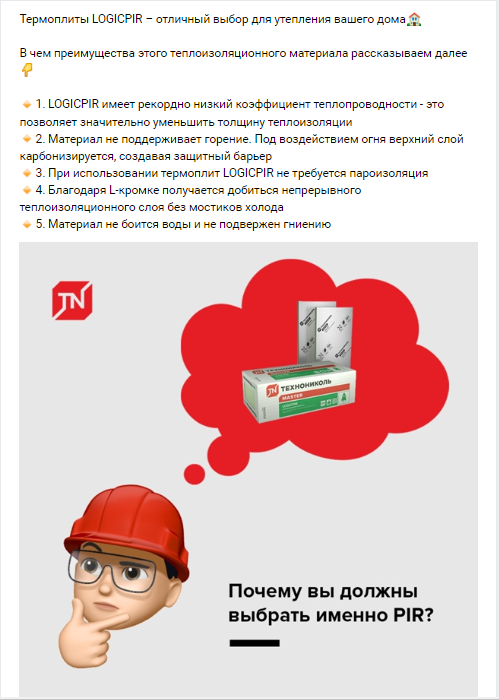 Термоплиты LOGICPIR – отличный выбор для утепления вашего дома🏠
В чем преимущества этого теплоизоляционного материала рассказываем далее
👇
🔸1. LOGICPIR имеет рекордно низкий коэффициент теплопроводности - это
позволяет значительно уменьшить толщину теплоизоляции
🔸2. Материал не поддерживает горение. Под воздействием огня верхний слой
карбонизируется, создавая защитный барьер
🔸3. При использовании термоплит LOGICPIR не требуется пароизоляция
🔸4. Благодаря L-кромке получается добиться непрерывного
теплоизоляционного слоя без мостиков холода
🔸5. Материал не боится воды и не подвержен гниению
TN
TN ТЕХНОНИКОЛЬ
MASTER
Почему вы должны
выбрать именно PIR?